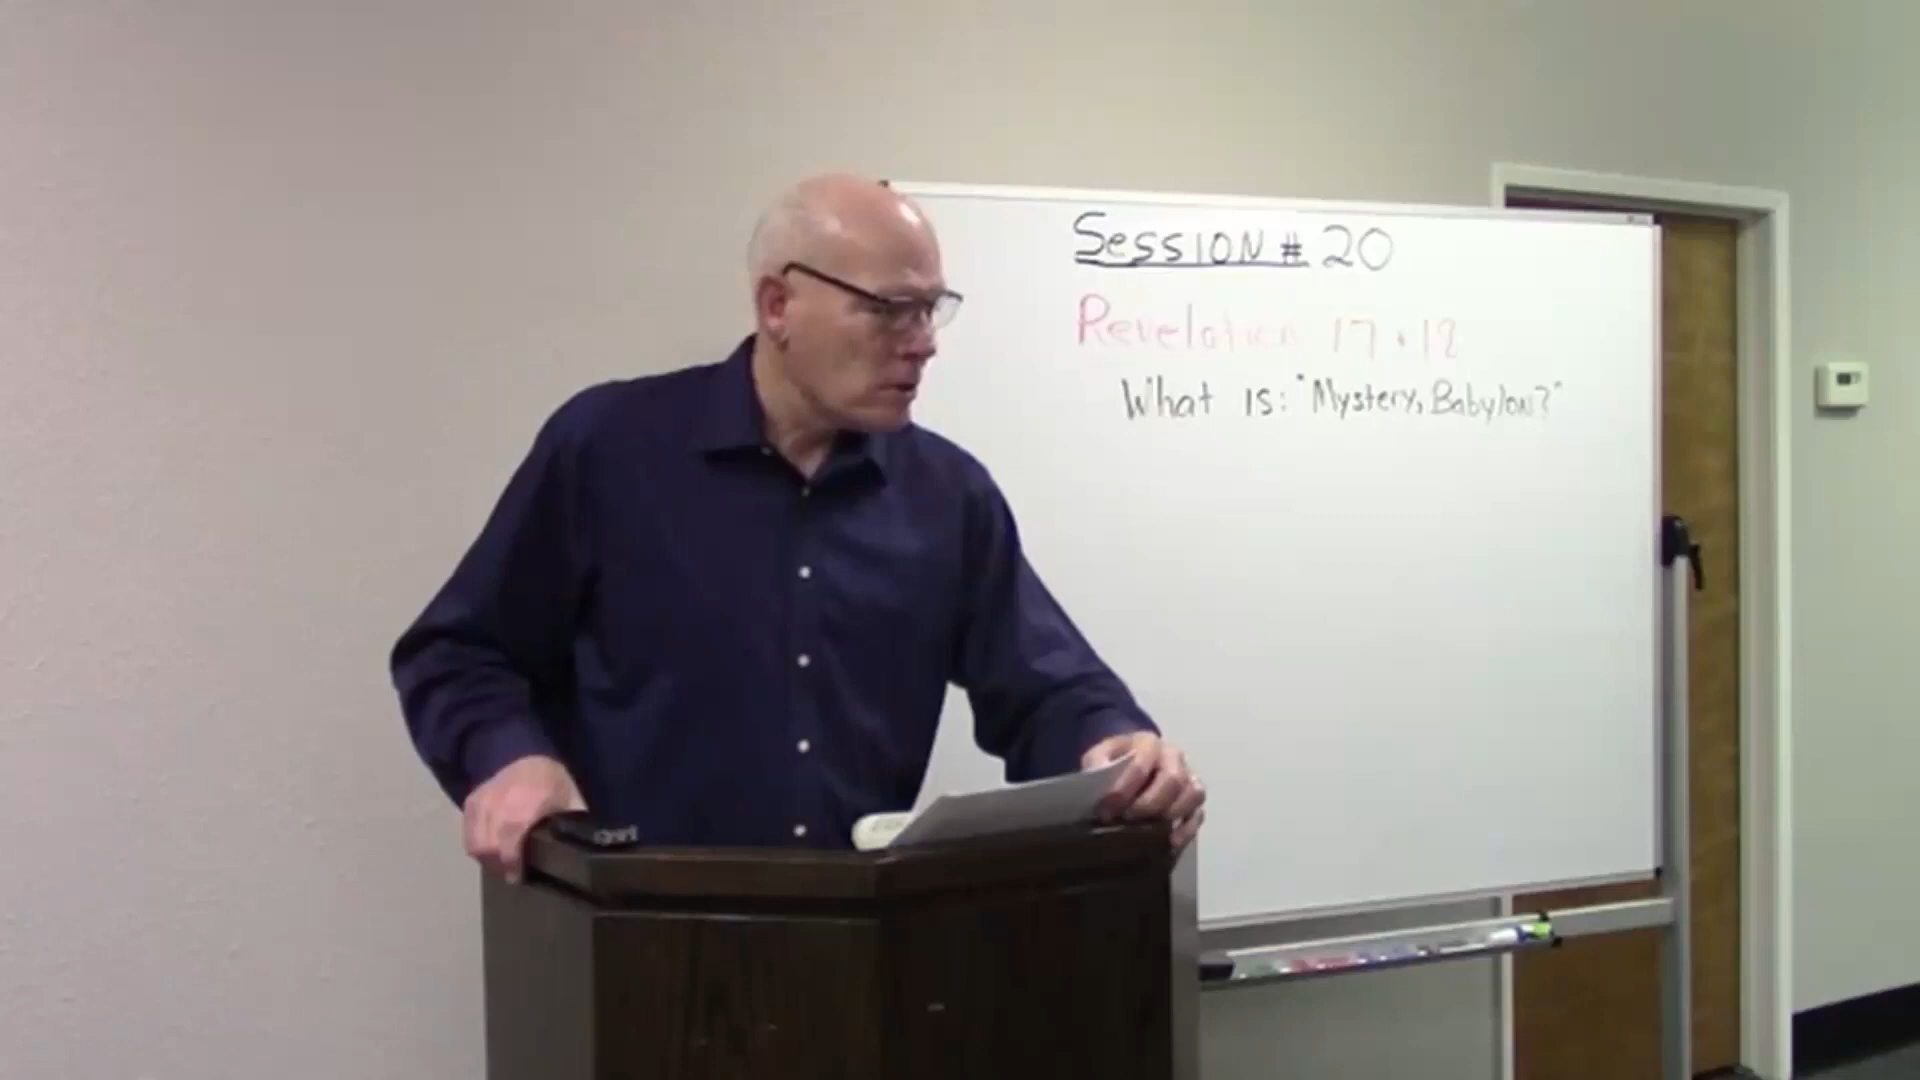 Session # 20
Revelation 17 + 18
What is: "Mystery, Babylon?"